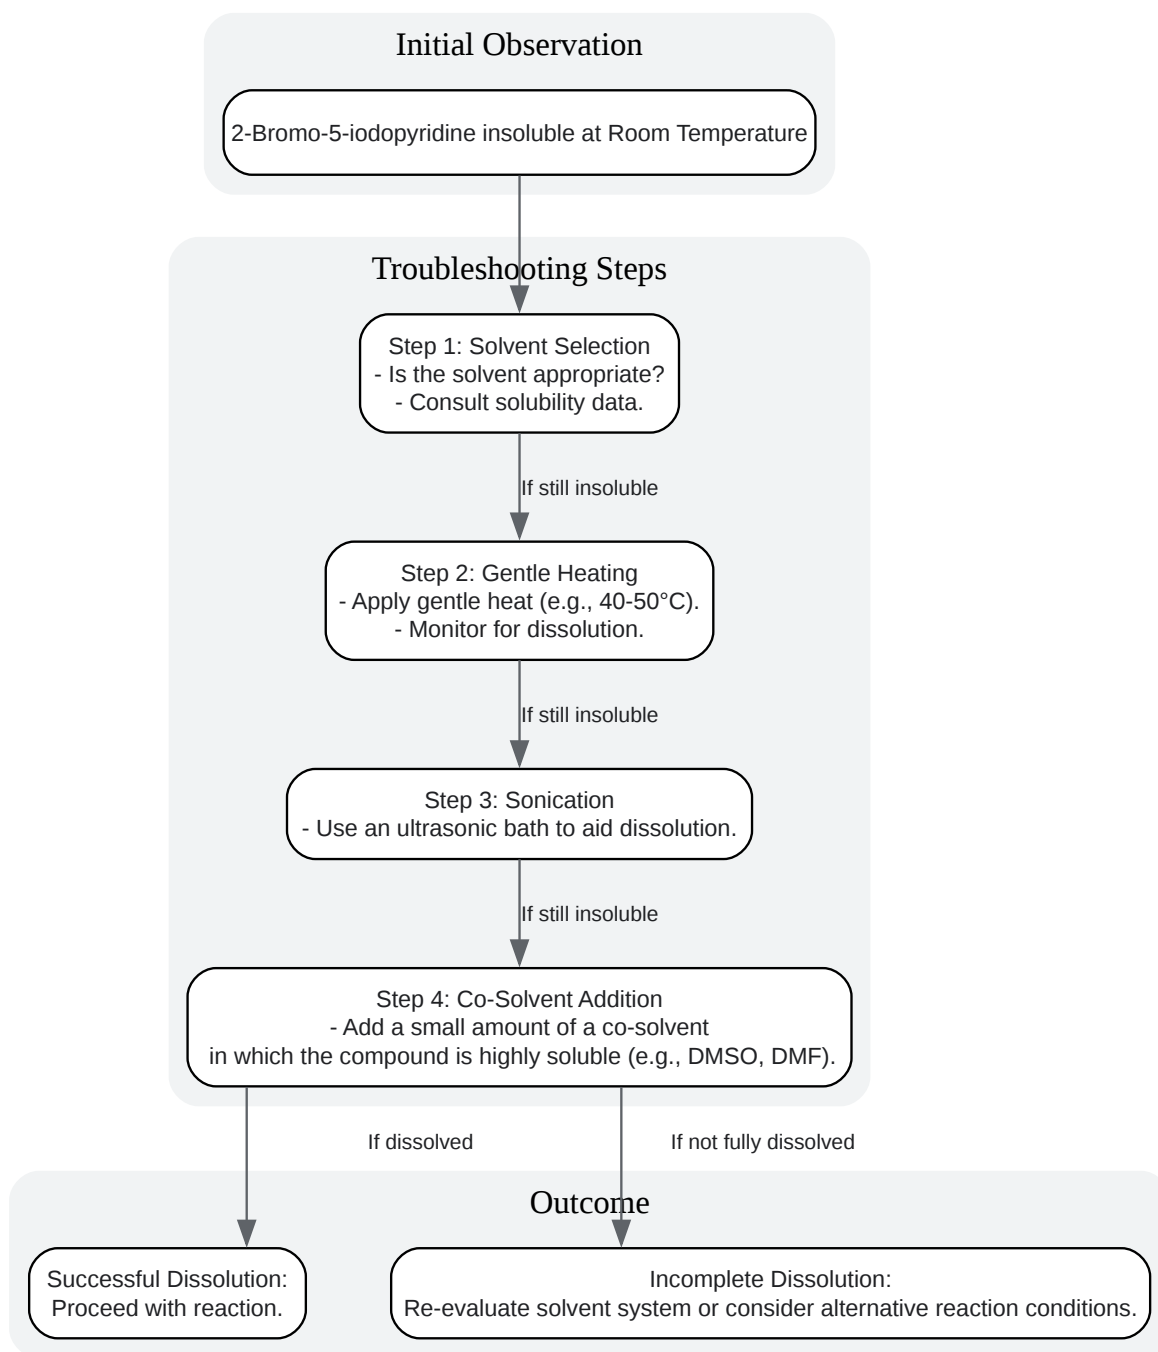 Initial Observation
2-Bromo-5-iodopyridine insoluble at Room Temperature
Troubleshooting Steps
Step 1: Solvent Selection
- Is the solvent appropriate?
- Consult solubility data.
If still insoluble
Step 2: Gentle Heating
- Apply gentle heat (e.g., 40-50°C).
- Monitor for dissolution.
If still insoluble
Step 3: Sonication
- Use an ultrasonic bath to aid dissolution.
If still insoluble
Step 4: Co-Solvent Addition
- Add a small amount of a co-solvent
in which the compound is highly soluble (e.g., DMSO, DMF).
If dissolved
If not fully dissolved
Outcome
Successful Dissolution:
Proceed with reaction.
Incomplete Dissolution:
Re-evaluate solvent system or consider alternative reaction conditions.